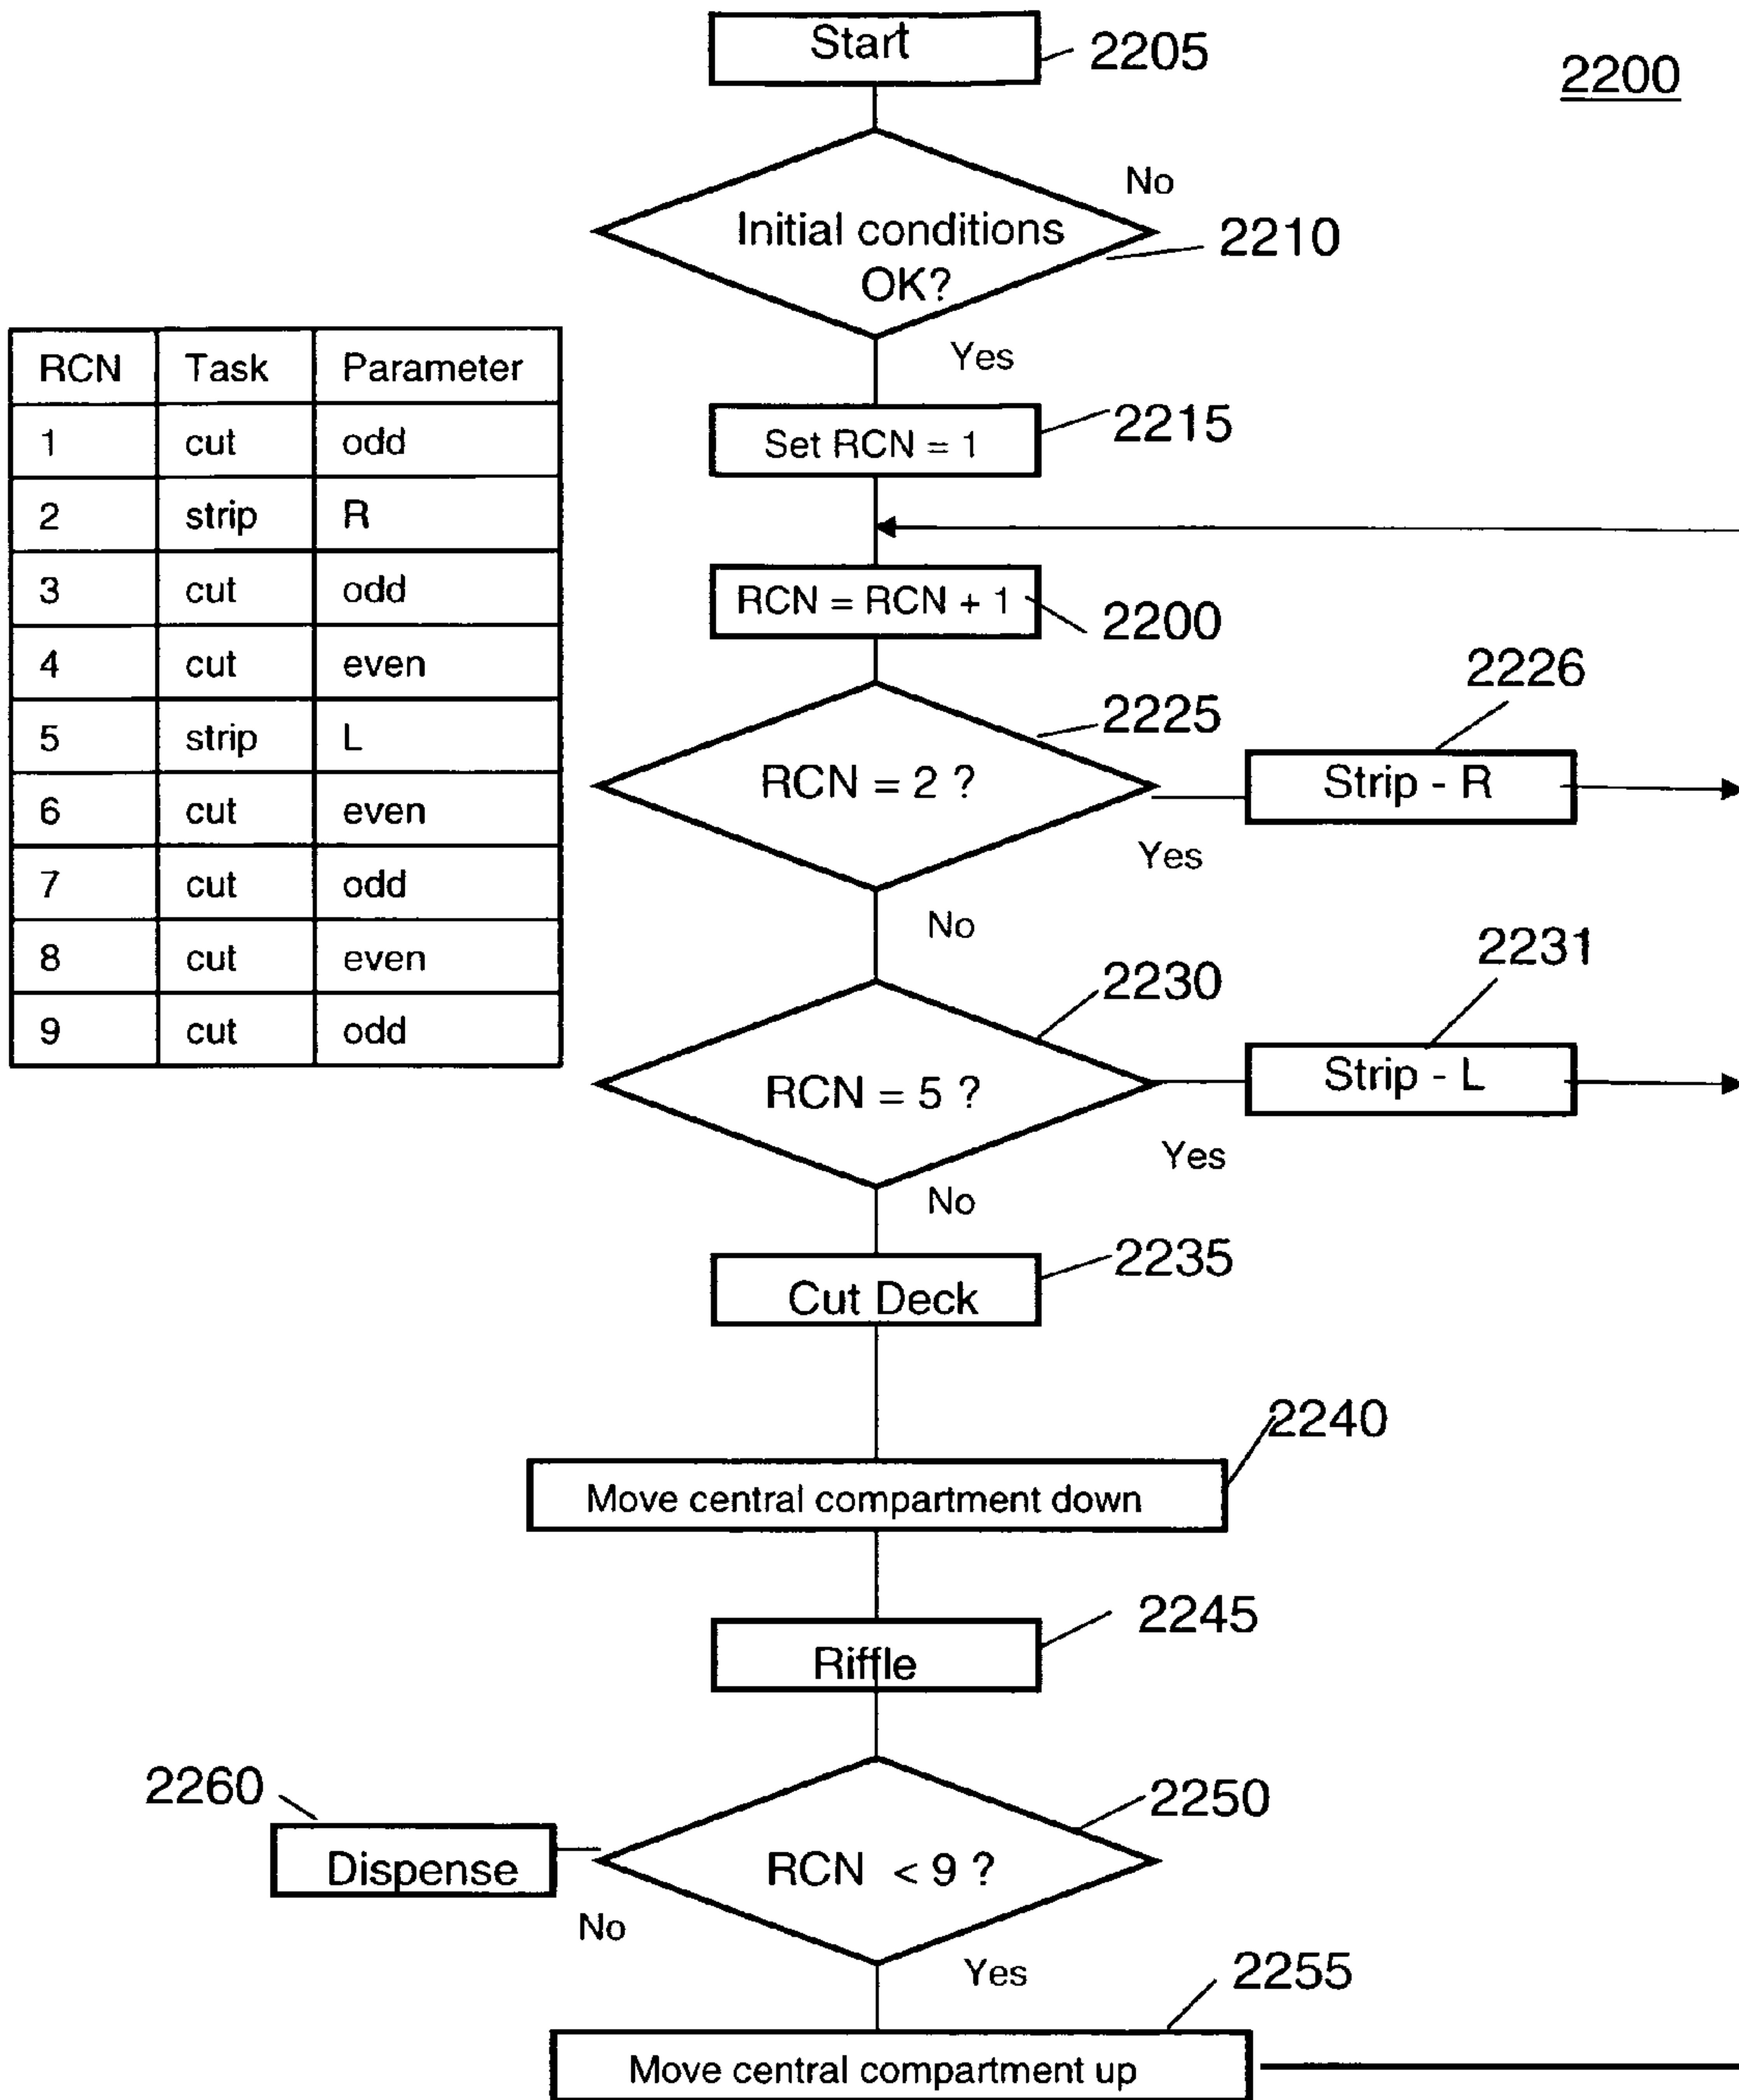 Start
2205
2200
No
Initial conditions
OK?
2210
Yes
RCN Task Parameter
1 cut odd
2 strip R
3 cut odd
4 cut even
5 strip L
6 cut even
7 cut odd
8 cut even
9 cut odd
Set RCN = 1
2215
RCN = RCN + 1
2200
2225
RCN = 2 ?
Yes
2226
Strip - R
No
2230
RCN = 5 ?
Yes
2231
Strip - L
No
Cut Deck
2235
2240
Move central compartment down
2245
Riffle
2260
Dispense
2250
RCN < 9 ?
No
Yes
2255
Move central compartment up